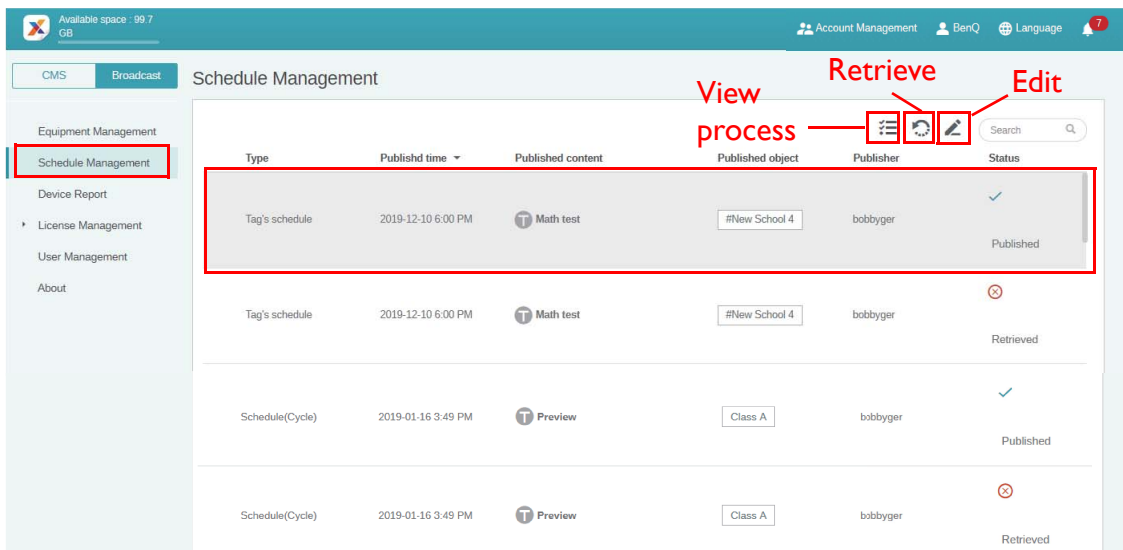 Available space : 99.7
GB
Account Management
BenQ
Language
7
CMS
Broadcast
Schedule Management
View
process
Retrieve
Edit
Search
Equipment Management
Schedule Management
Device Report
License Management
User Management
About
Type Publishd time Published content Published object Publisher Status
Tag's schedule 2019-12-10 6:00 PM T Math test #New School 4 bobbyger
Published
Tag's schedule 2019-12-10 6:00 PM T Math test #New School 4 bobbyger
Retrieved
Schedule(Cycle) 2019-01-16 3:49 PM T Preview Class A bobbyger
Published
Schedule(Cycle) 2019-01-16 3:49 PM T Preview Class A bobbyger
Retrieved